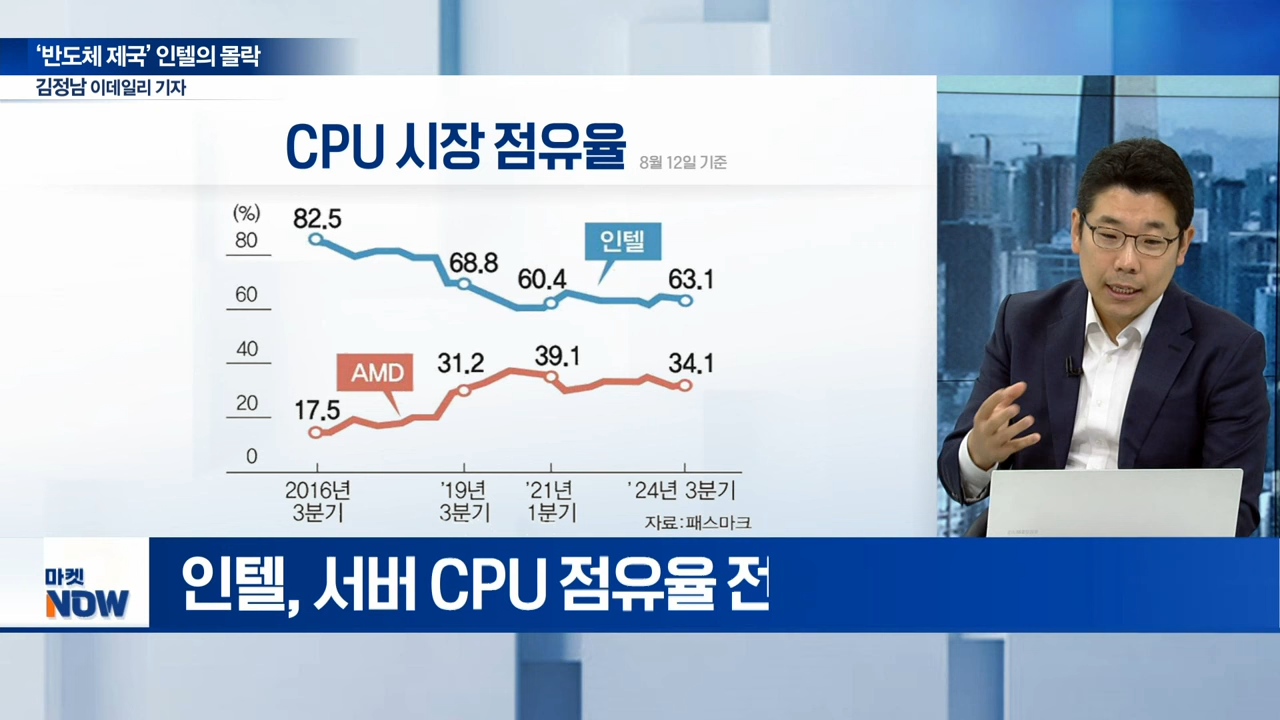 ‘반도체 제국’ 인텔의 몰락
김정남 이데일리 기자
CPU 시장 점유율 8월 12일 기준
(%)
80
60
40
20
0
82.5
68.8
60.4
63.1
인텔
17.5
31.2
39.1
34.1
AMD
2016년 3분기
'19년 3분기
'21년 1분기
'24년 3분기
자료:패스마크
마켓
NOW
인텔, 서버 CPU 점유율